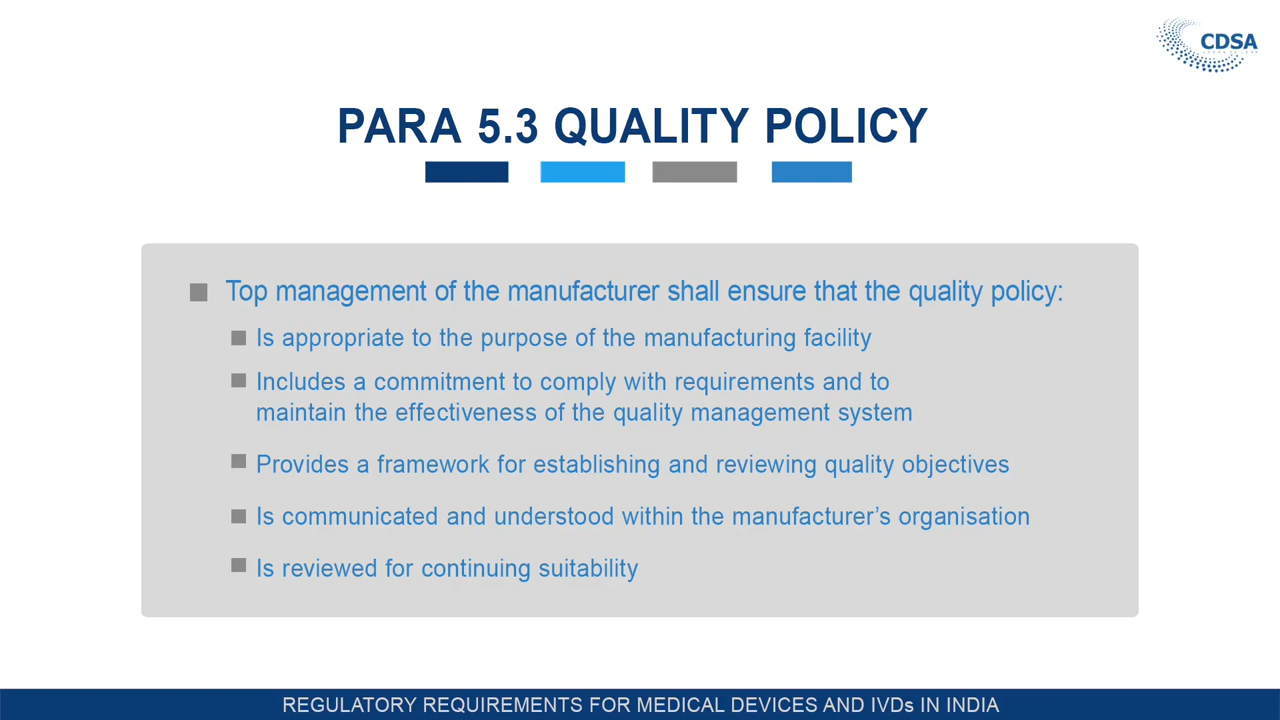 CDSA
PARA 5.3 QUALITY POLICY
Top management of the manufacturer shall ensure that the quality policy:
Is appropriate to the purpose of the manufacturing facility
Includes a commitment to comply with requirements and to
maintain the effectiveness of the quality management system
Provides a framework for establishing and reviewing quality objectives
Is communicated and understood within the manufacturer’s organisation
Is reviewed for continuing suitability
REGULATORY REQUIREMENTS FOR MEDICAL DEVICES AND IVDs IN INDIA